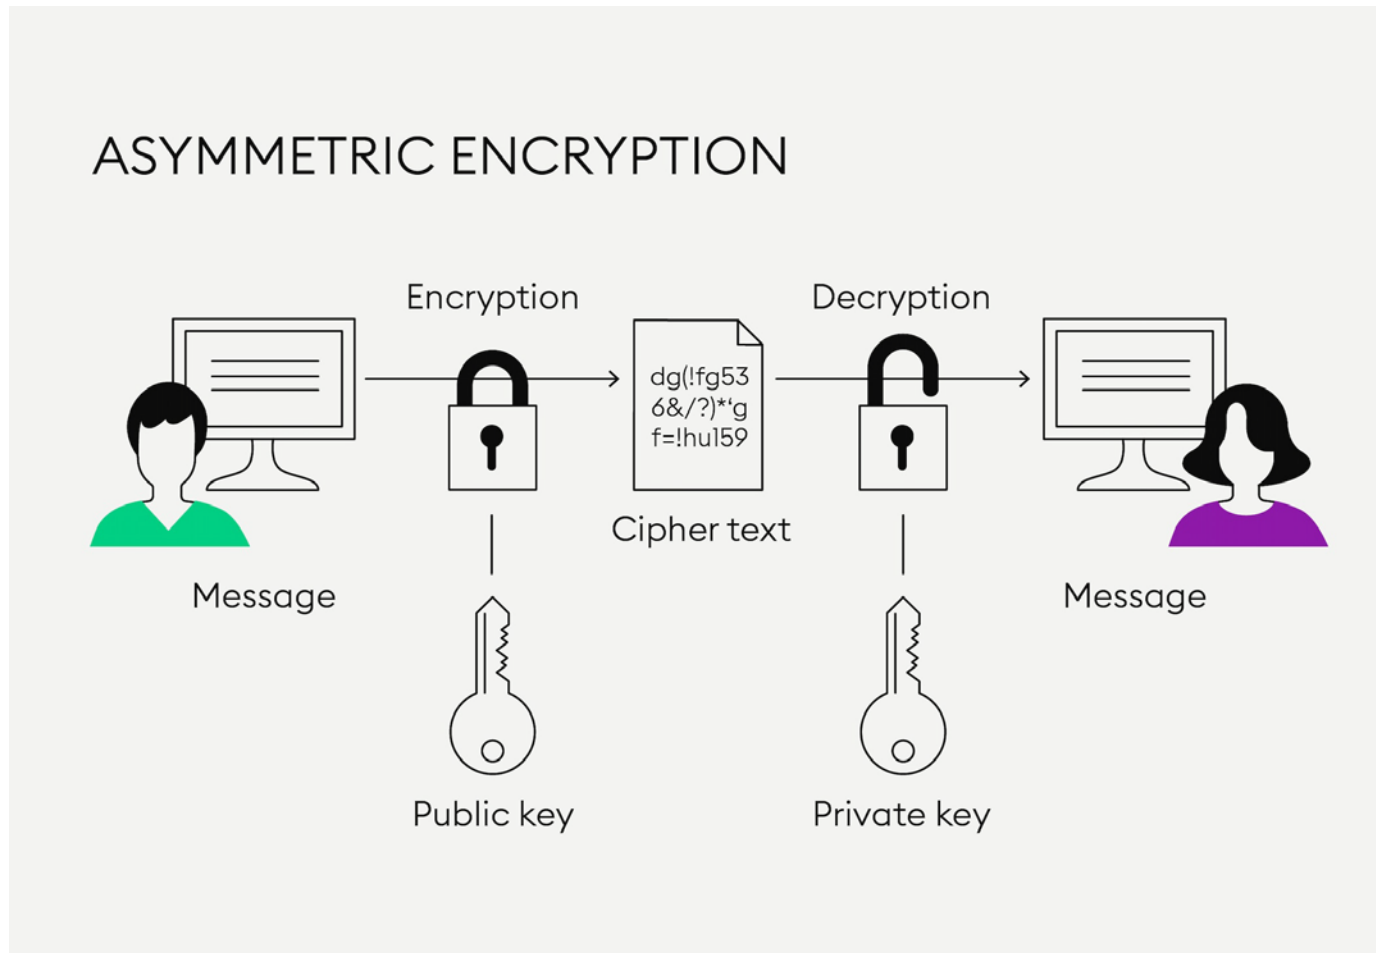 ASYMMETRIC ENCRYPTION
Encryption
Decryption
dg(!fg53
6&/?)*‘g
f=!hu159
Cipher text
Message
Message
Public key
Private key